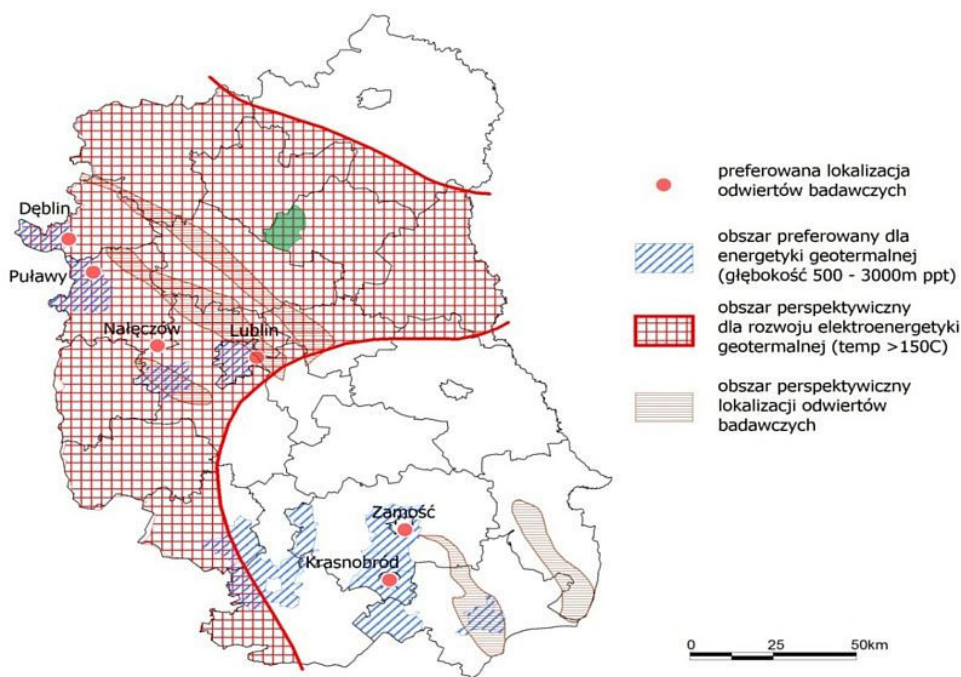 Dęblin
Puławy
Nałęczów
Lublin
Zamość
Krasnobród
preferowana lokalizacja
odwiertów badawczych
obszar preferowany dla
energetyki geotermalnej
(głębokość 500 - 3000m ppt)
obszar perspektywiczny
dla rozwoju elektroenergetyki
geotermalnej (temp >150C)
obszar perspektywiczny
lokalizacji odwiertów
badawczych
0 25 50km